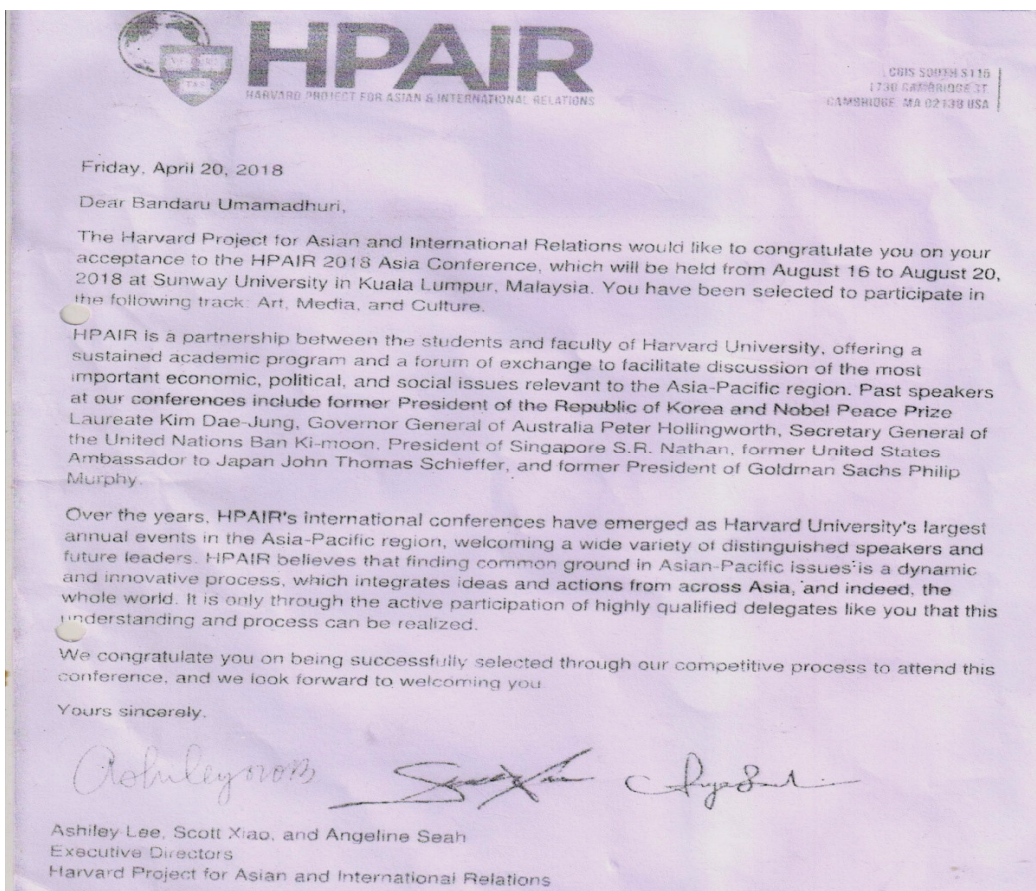 HPAIR
HARVARD PROJECT FOR ASIAN & INTERNATIONAL RELATIONS
CGIS SOUTH S116
1730 CAMBRIDGE ST.
CAMBRIDGE MA 02138 USA
Friday, April 20, 2018
Dear Bandaru Umamadhuri,
The Harvard Project for Asian and International Relations would like to congratulate you on your
acceptance to the HPAIR 2018 Asia Conference, which will be held from August 16 to August 20,
2018 at Sunway University in Kuala Lumpur, Malaysia. You have been selected to participate in
the following track: Art, Media, and Culture.
HPAIR is a partnership between the students and faculty of Harvard University, offering a
sustained academic program and a forum of exchange to facilitate discussion of the most
important economic, political, and social issues relevant to the Asia-Pacific region. Past speakers
at our conferences include former President of the Republic of Korea and Nobel Peace Prize
Laureate Kim Dae-Jung, Governor General of Australia Peter Hollingworth, Secretary General of
the United Nations Ban Ki-moon, President of Singapore S.R. Nathan, former United States
Ambassador to Japan John Thomas Schieffer, and former President of Goldman Sachs Philip
Murphy.
Over the years, HPAIR's international conferences have emerged as Harvard University's largest
annual events in the Asia-Pacific region, welcoming a wide variety of distinguished speakers and
future leaders. HPAIR believes that finding common ground in Asian-Pacific issues is a dynamic
and innovative process, which integrates ideas and actions from across Asia, and indeed, the
whole world. It is only through the active participation of highly qualified delegates like you that this
understanding and process can be realized.
We congratulate you on being successfully selected through our competitive process to attend this
conference, and we look forward to welcoming you
Yours sincerely,
Ashiley Lee, Scott Xiao, and Angeline Seah
Executive Directors
Harvard Project for Asian and International Relations